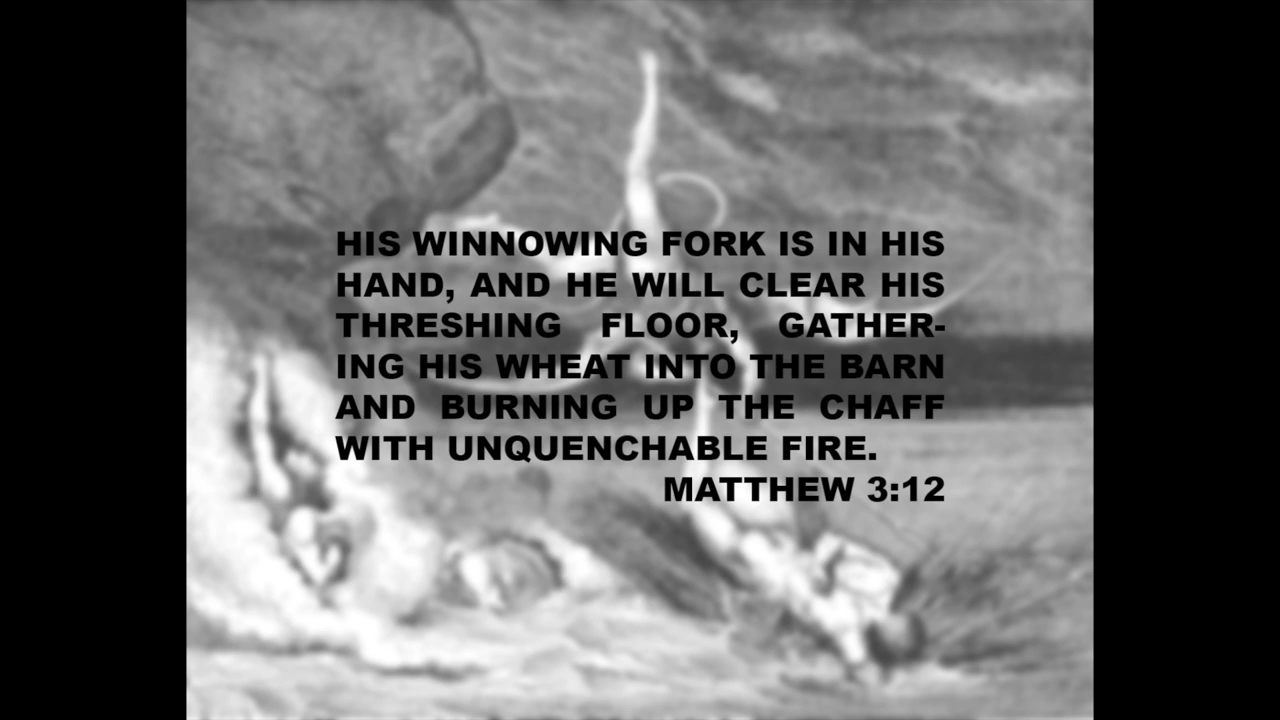 HIS WINNOWING FORK IS IN HIS
HAND, AND HE WILL CLEAR HIS
THRESHING FLOOR, GATHER-
ING HIS WHEAT INTO THE BARN
AND BURNING UP THE CHAFF
WITH UNQUENCHABLE FIRE.
MATTHEW 3:12